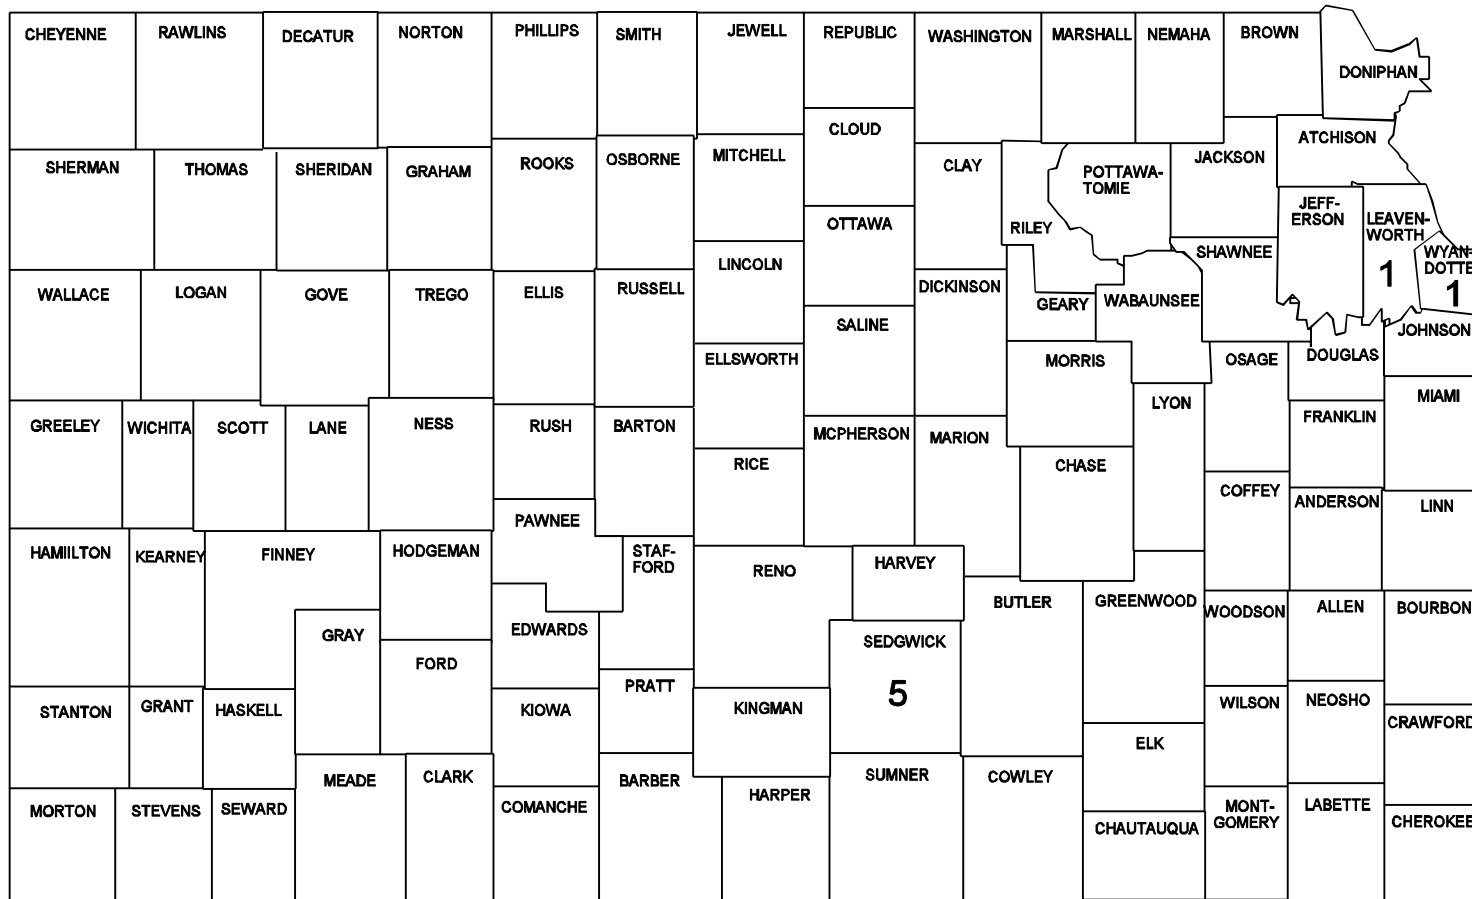 CHEYENNE
RAWLINS
DECATUR
NORTON
PHILLIPS
SMITH
JEWELL
REPUBLIC
WASHINGTON
MARSHALL
NEMAHA
BROWN
DONIPHAN
SHERMAN
THOMAS
SHERIDAN
GRAHAM
ROOKS
OSBORNE
MITCHELL
CLOUD
CLAY
RILEY
POTTAWA-
TOMIE
JACKSON
ATCHISON
JEFF-
ERSON
LEAVEN-
WORTH
1
WYAN-
DOTTE
1
WALLACE
LOGAN
GOVE
TREGO
ELLIS
RUSSELL
LINCOLN
OTTAWA
DICKINSON
GEARY
WABAUNSEE
SHAWNEE
DOUGLAS
JOHNSON
ELLSWORTH
SALINE
MORRIS
OSAGE
LYON
FRANKLIN
MIAMI
GREELEY
WICHITA
SCOTT
LANE
NESS
RUSH
BARTON
RICE
MCPHERSON
MARION
CHASE
COFFEY
ANDERSON
LINN
HAMIILTON
KEARNEY
FINNEY
HODGEMAN
PAWNEE
STAF-
FORD
RENO
HARVEY
BUTLER
GREENWOOD
WOODSON
ALLEN
BOURBON
GRAY
FORD
EDWARDS
PRATT
SEDGWICK
5
STANTON
GRANT
HASKELL
KIOWA
KINGMAN
ELK
WILSON
NEOSHO
CRAWFORD
MORTON
STEVENS
SEWARD
MEADE
CLARK
COMANCHE
BARBER
HARPER
SUMNER
COWLEY
CHAUTAUQUA
MONT-
GOMERY
LABETTE
CHEROKEE